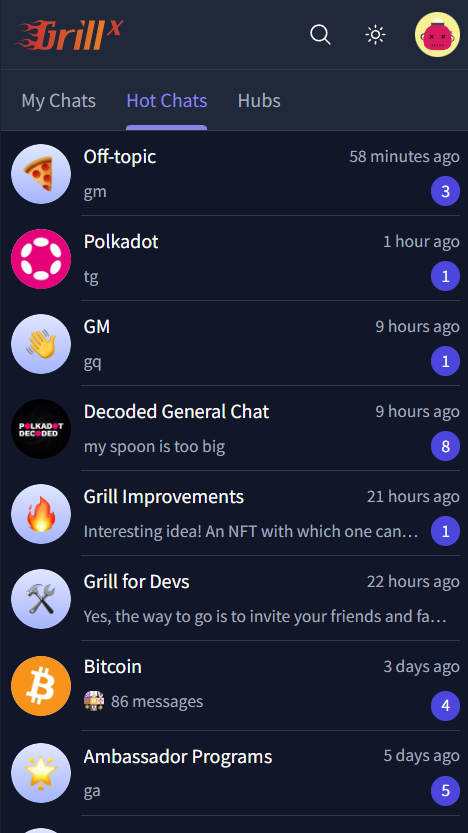 Grill X
My Chats Hot Chats Hubs
Off-topic 58 minutes ago
gm 3
Polkadot 1 hour ago
tg 1
GM 9 hours ago
gq 1
POLKADOT
DECODED
Decoded General Chat 9 hours ago
my spoon is too big 8
Grill Improvements 21 hours ago
Interesting idea! An NFT with which one can… 1
Grill for Devs 22 hours ago
Yes, the way to go is to invite your friends and fa…
Bitcoin 3 days ago
86 messages 4
Ambassador Programs 5 days ago
ga 5